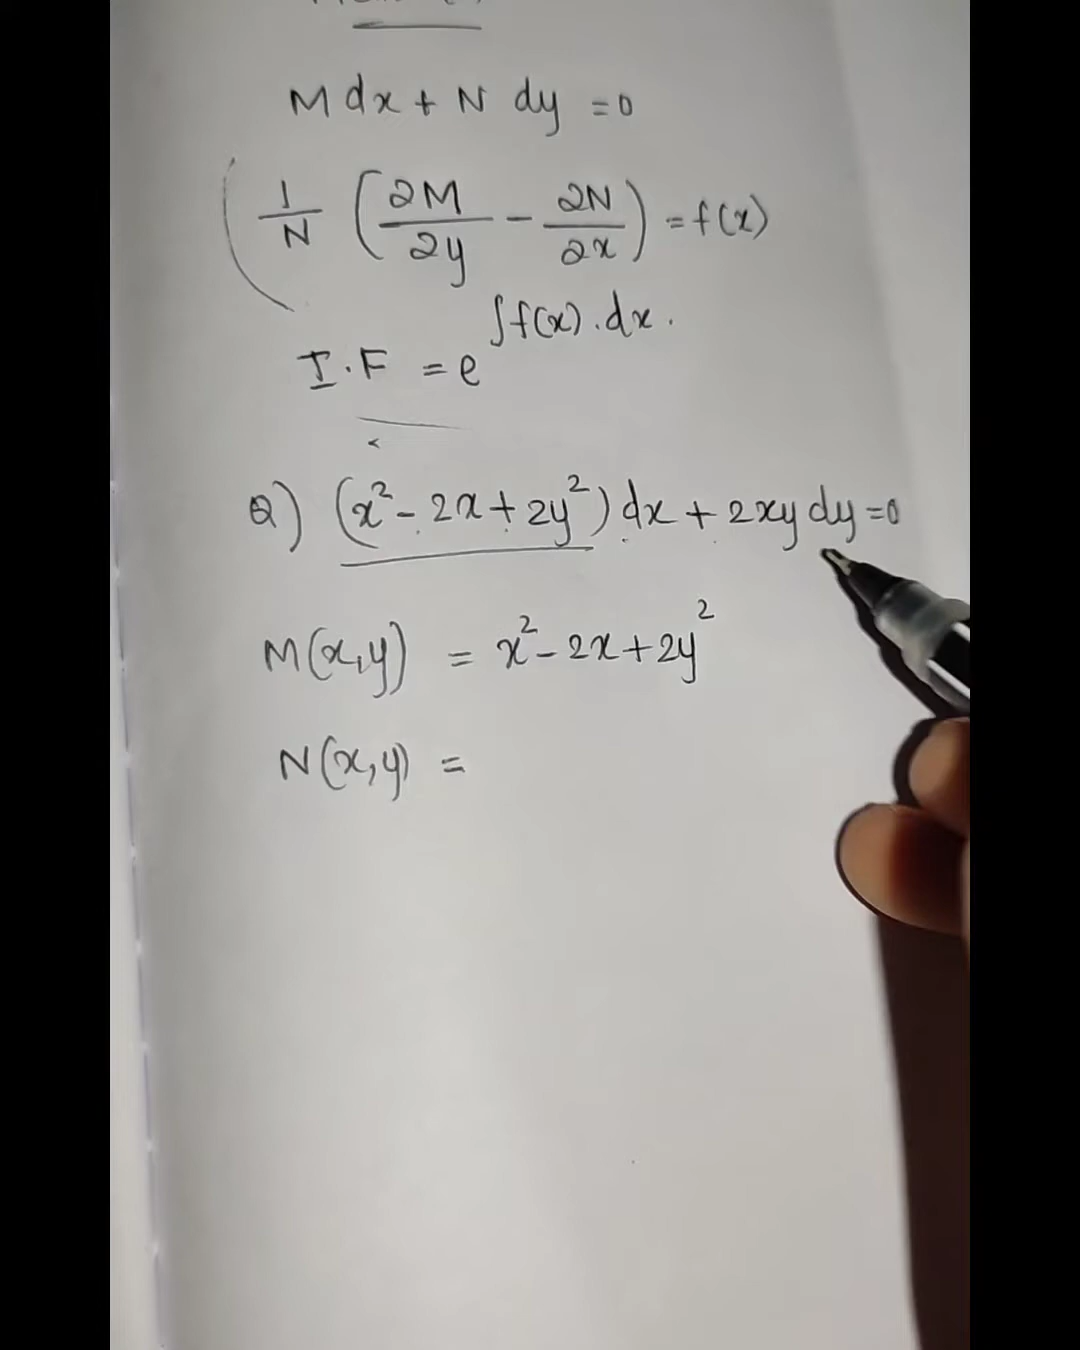 M dx + N dy = 0
1/N (∂M/∂y − ∂N/∂x) = f(x)
I.F = e^∫f(x).dx.
Q) (x² − 2x + 2y²) dx + 2xy dy = 0
M(x,y) = x² − 2x + 2y²
N(x,y) =